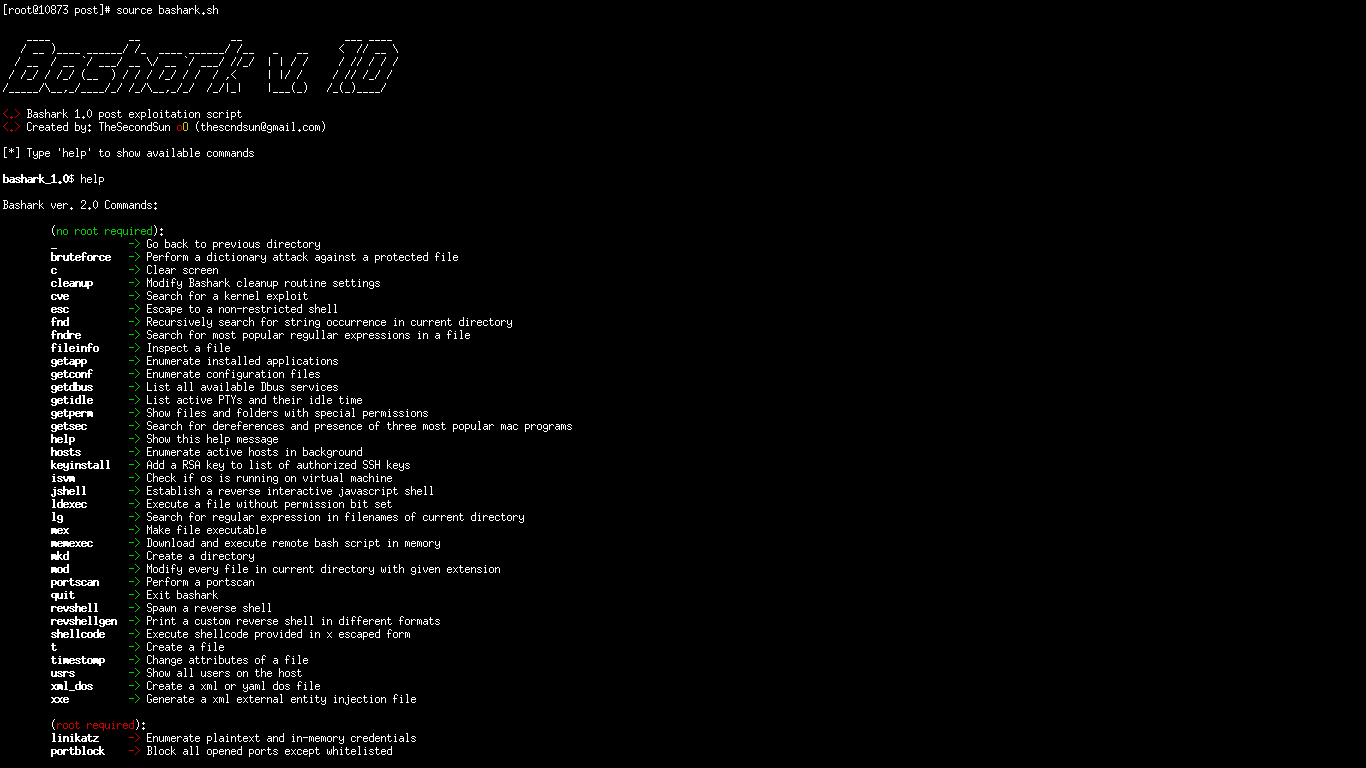 [root@10873 post]# source bashark.sh
Bashark v. 1.0
<.> Bashark 1.0 post exploitation script
<.> Created by: TheSecondSun oO (thescndsun@gmail.com)
[*] Type 'help' to show available commands
bashark_1.0$ help
Bashark ver. 2.0 Commands:
(no root required):
_ -> Go back to previous directory
bruteforce -> Perform a dictionary attack against a protected file
c -> Clear screen
cleanup -> Modify Bashark cleanup routine settings
cve -> Search for a kernel exploit
esc -> Escape to a non-restricted shell
fnd -> Recursively search for string occurrence in current directory
fndre -> Search for most popular regullar expressions in a file
fileinfo -> Inspect a file
getapp -> Enumerate installed applications
getconf -> Enumerate configuration files
getdbus -> List all available Dbus services
getidle -> List active PTYs and their idle time
getperm -> Show files and folders with special permissions
getsec -> Search for dereferences and presence of three most popular mac programs
help -> Show this help message
hosts -> Enumerate active hosts in background
keyinstall -> Add a RSA key to list of authorized SSH keys
isvm -> Check if os is running on virtual machine
jshell -> Establish a reverse interactive javascript shell
ldexec -> Execute a file without permission bit set
lg -> Search for regular expression in filenames of current directory
mex -> Make file executable
memexec -> Download and execute remote bash script in memory
mkd -> Create a directory
mod -> Modify every file in current directory with given extension
portscan -> Perform a portscan
quit -> Exit bashark
revshell -> Spawn a reverse shell
revshellgen -> Print a custom reverse shell in different formats
shellcode -> Execute shellcode provided in x escaped form
t -> Create a file
timestomp -> Change attributes of a file
usrs -> Show all users on the host
xml_dos -> Create a xml or yaml dos file
xxe -> Generate a xml external entity injection file
(root required):
linikatz -> Enumerate plaintext and in-memory credentials
portblock -> Block all opened ports except whitelisted